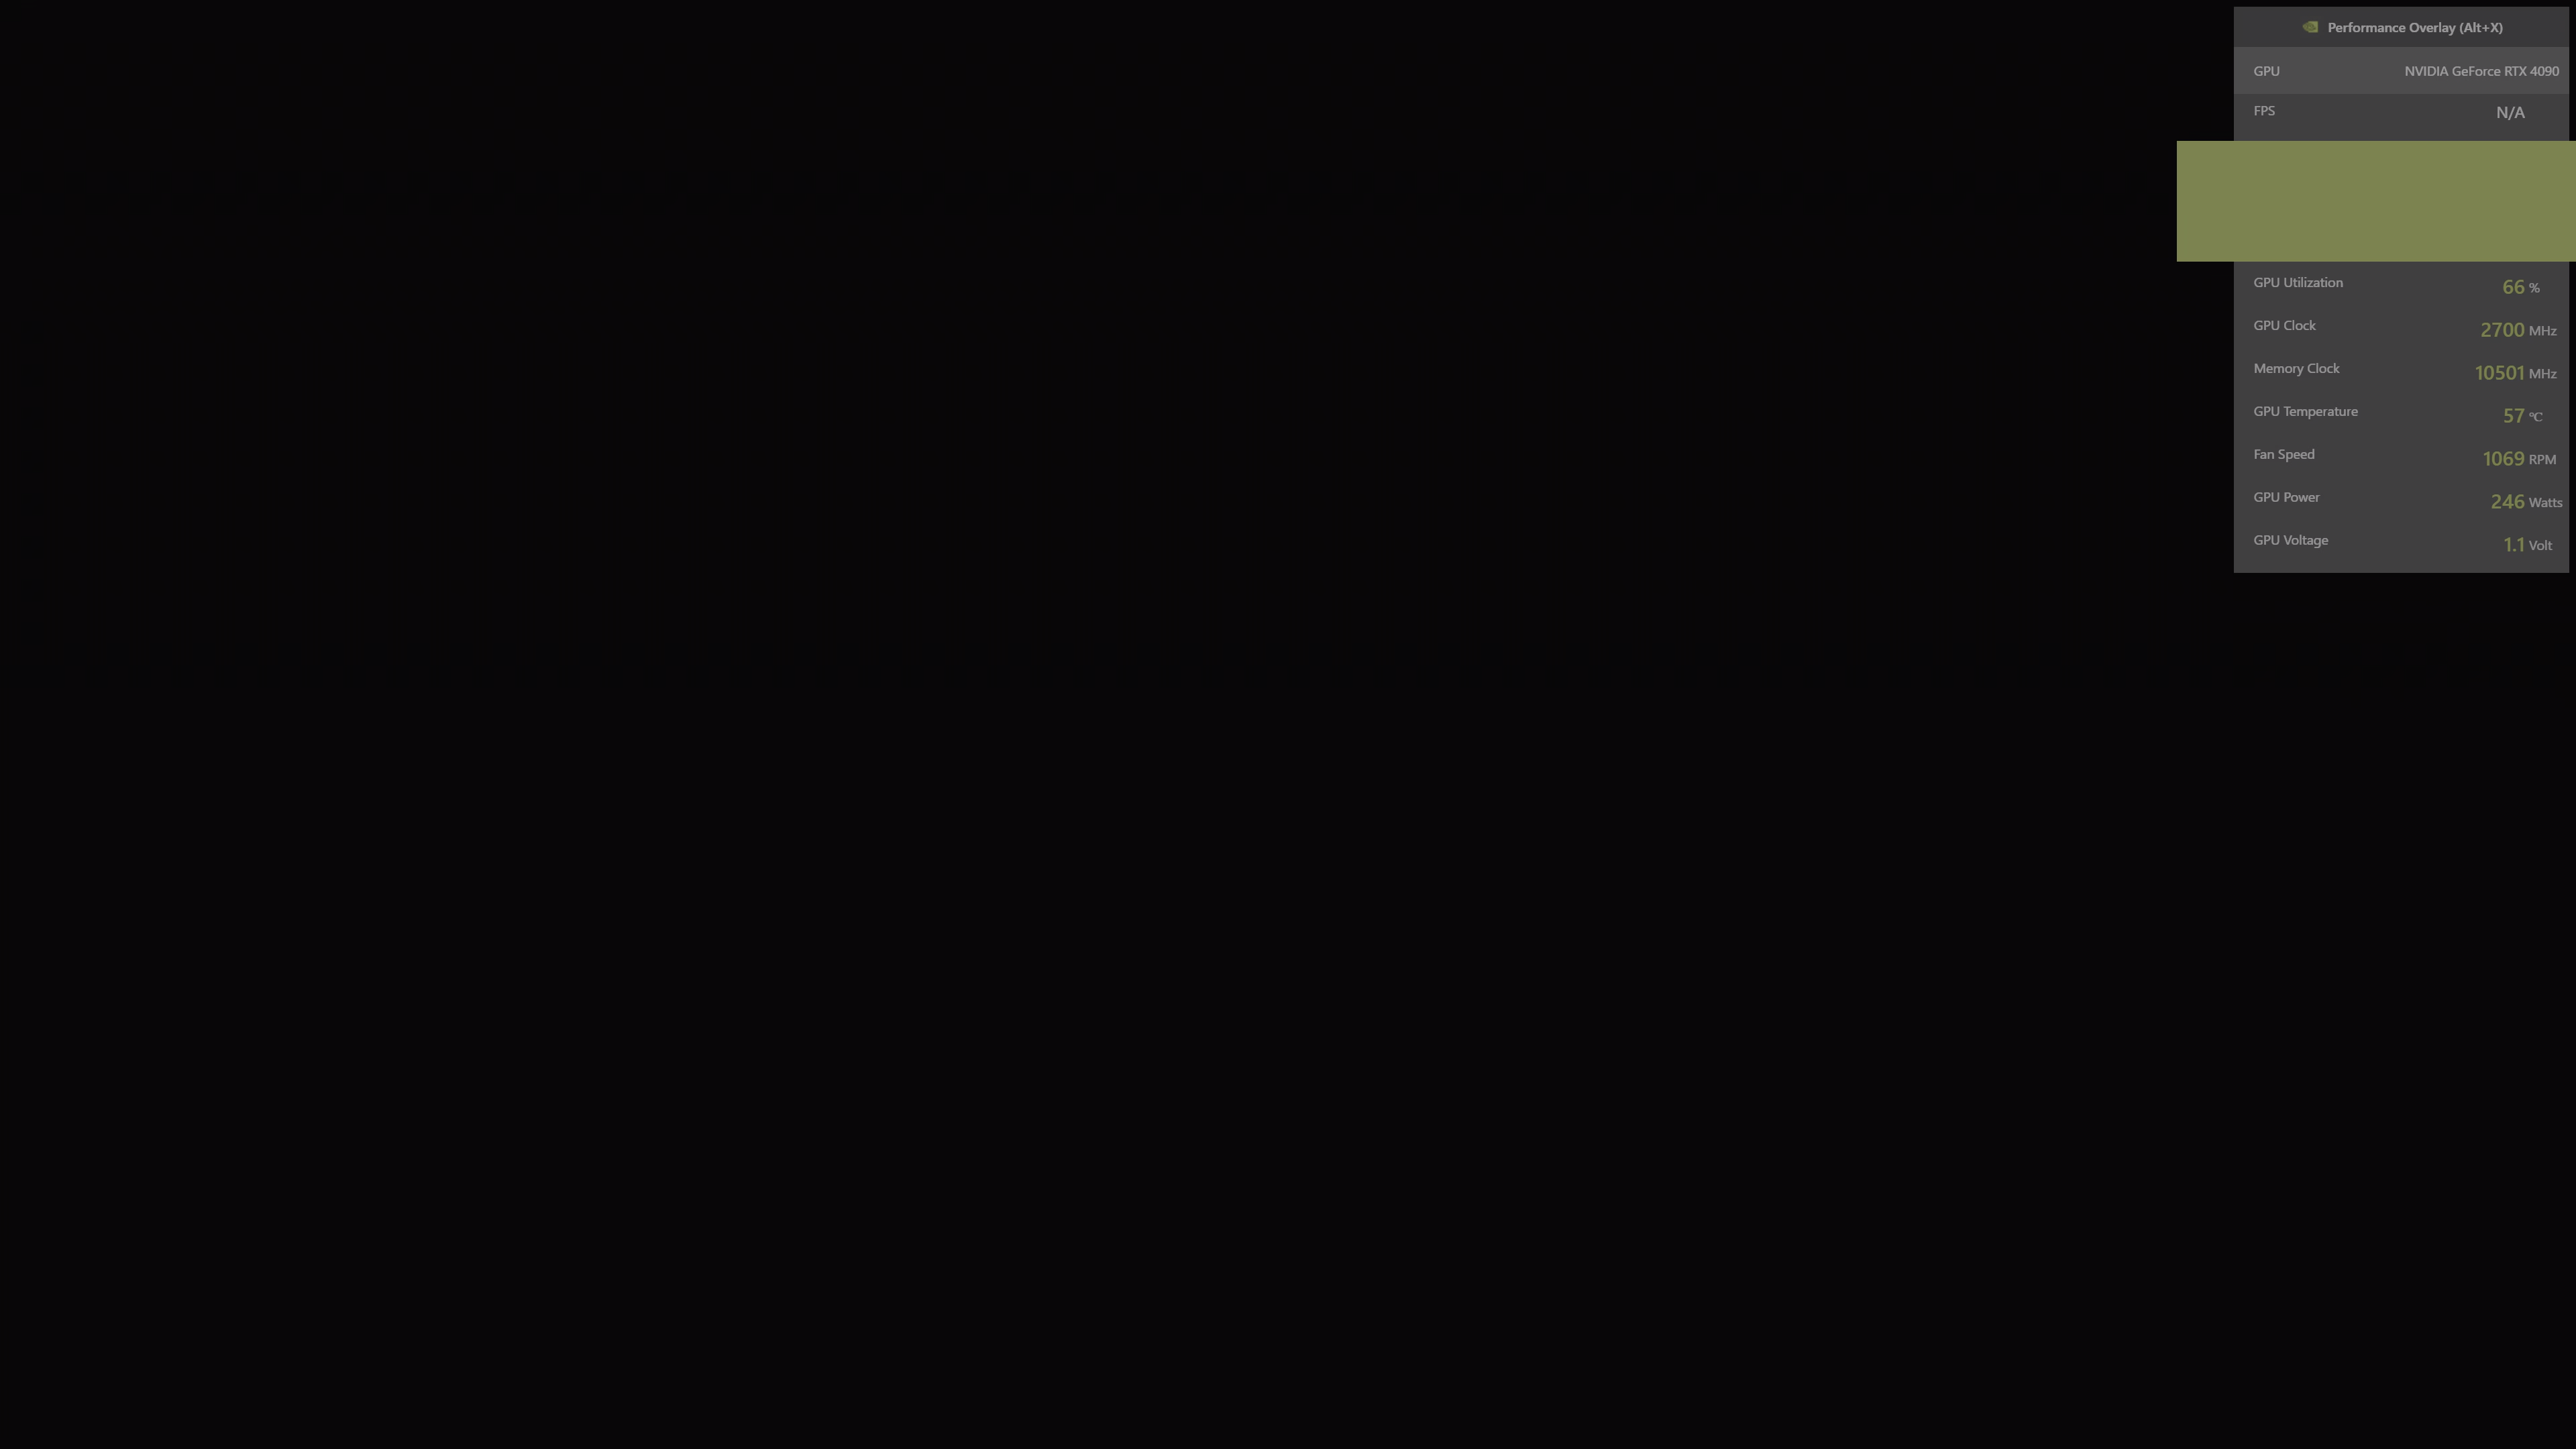 Performance Overlay (Alt+X)
GPU NVIDIA GeForce RTX 4090
FPS N/A
GPU Utilization 66 %
GPU Clock 2700 MHz
Memory Clock 10501 MHz
GPU Temperature 57 °C
Fan Speed 1069 RPM
GPU Power 246 Watts
GPU Voltage 1.1 Volt